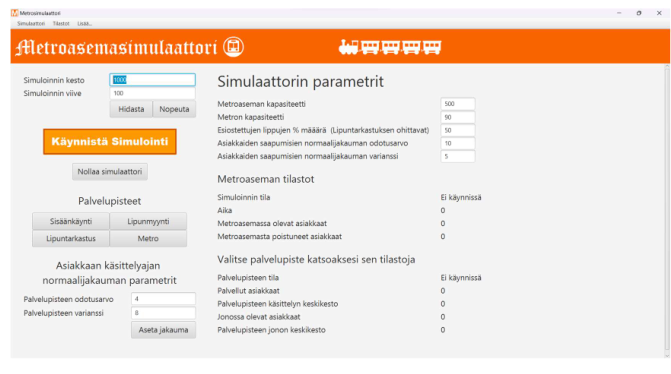 Metrosimulaattori
Simulaattori Tilastot Lisää..
Metroasemasimulaattori
Simuloinnin kesto 1000
Simuloinnin viive 100
Hidasta Nopeuta
Käynnistä Simulointi
Nollaa simulaattori
Palvelupisteet
Sisäänkäynti Lipunmyynti
Lipuntarkastus Metro
Asiakkaan käsittelyajan
normaalijakauman parametrit
Palvelupisteen odotusarvo 4
Palvelupisteen varianssi 8
Aseta jakauma
Simulaattorin parametrit
Metroaseman kapasiteetti 500
Metron kapasiteetti 90
Esiostettujen lippujen % määärä (Lipuntarkastuksen ohittavat) 50
Asiakkaiden saapumisien normaalijakauman odotusarvo 10
Asiakkaiden saapumisien normaalijakauman varianssi 5
Metroaseman tilastot
Simuloinnin tila Ei käynnissä
Aika 0
Metroasemassa olevat asiakkaat 0
Metroasemasta poistuneet asiakkaat 0
Valitse palvelupiste katsoaksesi sen tilastoja
Palvelupisteen tila Ei käynnissä
Palvellut asiakkaat 0
Palvelupisteen käsittelyn keskikesto 0
Jonossa olevat asiakkaat 0
Palvelupisteen jonon keskikesto 0